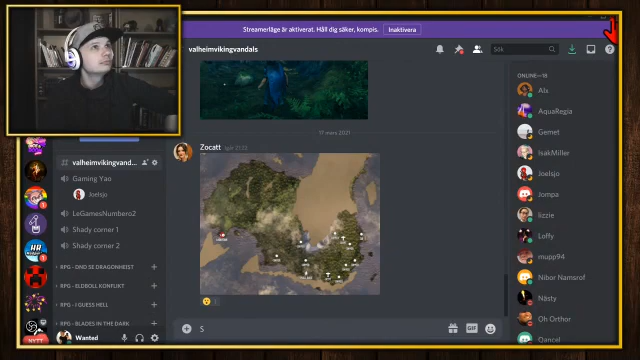 Streamerläge är aktiverat. Håll dig säker, kompis.
Inaktivera
valheimvikingvandals
Sök
17 mars 2021
Zocatt
valheimvikingvand...
Gaming Yao
Joelsjo
LeGamesNumbero2
Shady corner 1
Shady corner 2
RPG - DND 5E DRAGONHEIST
RPG - ELDBOLL KONFLIKT
RPG - I GUESS HELL
RPG - BLADES IN THE DARK
NYTT
Wanted
S
GIF
ONLINE—18
Alx
AquaRegia
Gemet
IsakMiller
Joelsjo
Jompa
lizzie
Loffy
mupp94
Nibor Namsrof
Nästy
Oh Orthor
Qancel